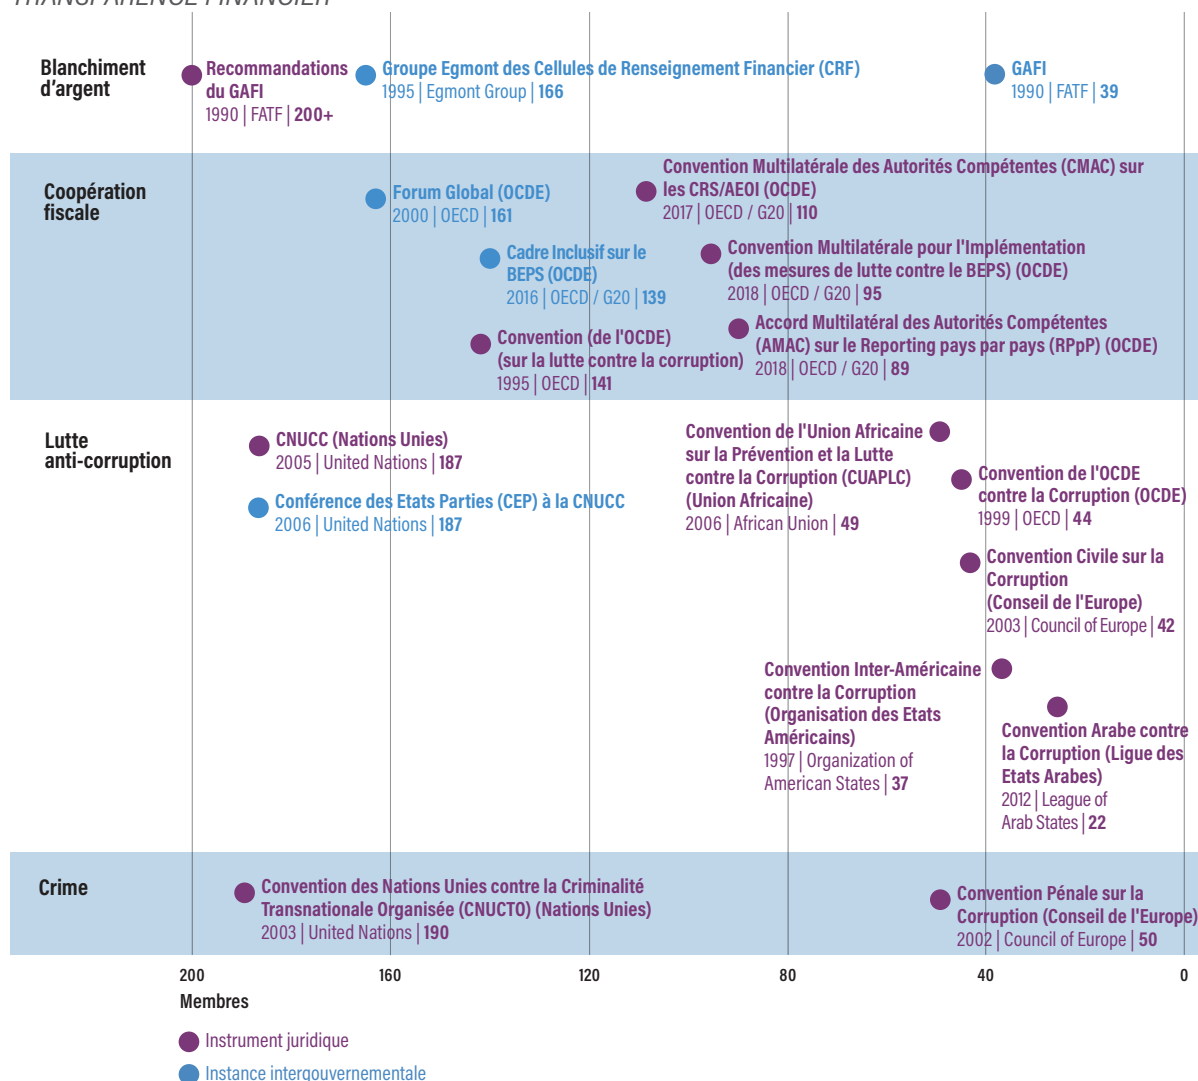 TRANSPARENCE FINANCIER
Blanchiment
d'argent
Recommandations
du GAFI
1990 | FATF | 200+
Groupe Egmont des Cellules de Renseignement Financier (CRF)
1995 | Egmont Group | 166
GAFI
1990 | FATF | 39
Coopération
fiscale
Forum Global (OCDE)
2000 | OECD | 161
Convention Multilatérale des Autorités Compétentes (CMAC) sur
les CRS/AEOI (OCDE)
2017 | OECD / G20 | 110
Cadre Inclusif sur le
BEPS (OCDE)
2016 | OECD / G20 | 139
Convention Multilatérale pour l'Implémentation
(des mesures de lutte contre le BEPS) (OCDE)
2018 | OECD / G20 | 95
Convention (de l'OCDE)
(sur la lutte contre la corruption)
1995 | OECD | 141
Accord Multilatéral des Autorités Compétentes
(AMAC) sur le Reporting pays par pays (RPpP) (OCDE)
2018 | OECD / G20 | 89
Lutte
anti-corruption
CNUCC (Nations Unies)
2005 | United Nations | 187
Conférence des Etats Parties (CEP) à la CNUCC
2006 | United Nations | 187
Convention de l'Union Africaine
sur la Prévention et la Lutte
contre la Corruption (CUAPLC)
(Union Africaine)
2006 | African Union | 49
Convention de l'OCDE
contre la Corruption (OCDE)
1999 | OECD | 44
Convention Civile sur la
Corruption
(Conseil de l'Europe)
2003 | Council of Europe | 42
Convention Inter-Américaine
contre la Corruption
(Organisation des Etats
Américains)
1997 | Organization of
American States | 37
Convention Arabe contre
la Corruption (Ligue des
Etats Arabes)
2012 | League of
Arab States | 22
Crime
Convention des Nations Unies contre la Criminalité
Transnationale Organisée (CNUCTO) (Nations Unies)
2003 | United Nations | 190
Convention Pénale sur la
Corruption (Conseil de l'Europe)
2002 | Council of Europe | 50
200 160 120 80 40 0
Membres
Instrument juridique
Instance intergouvernementale